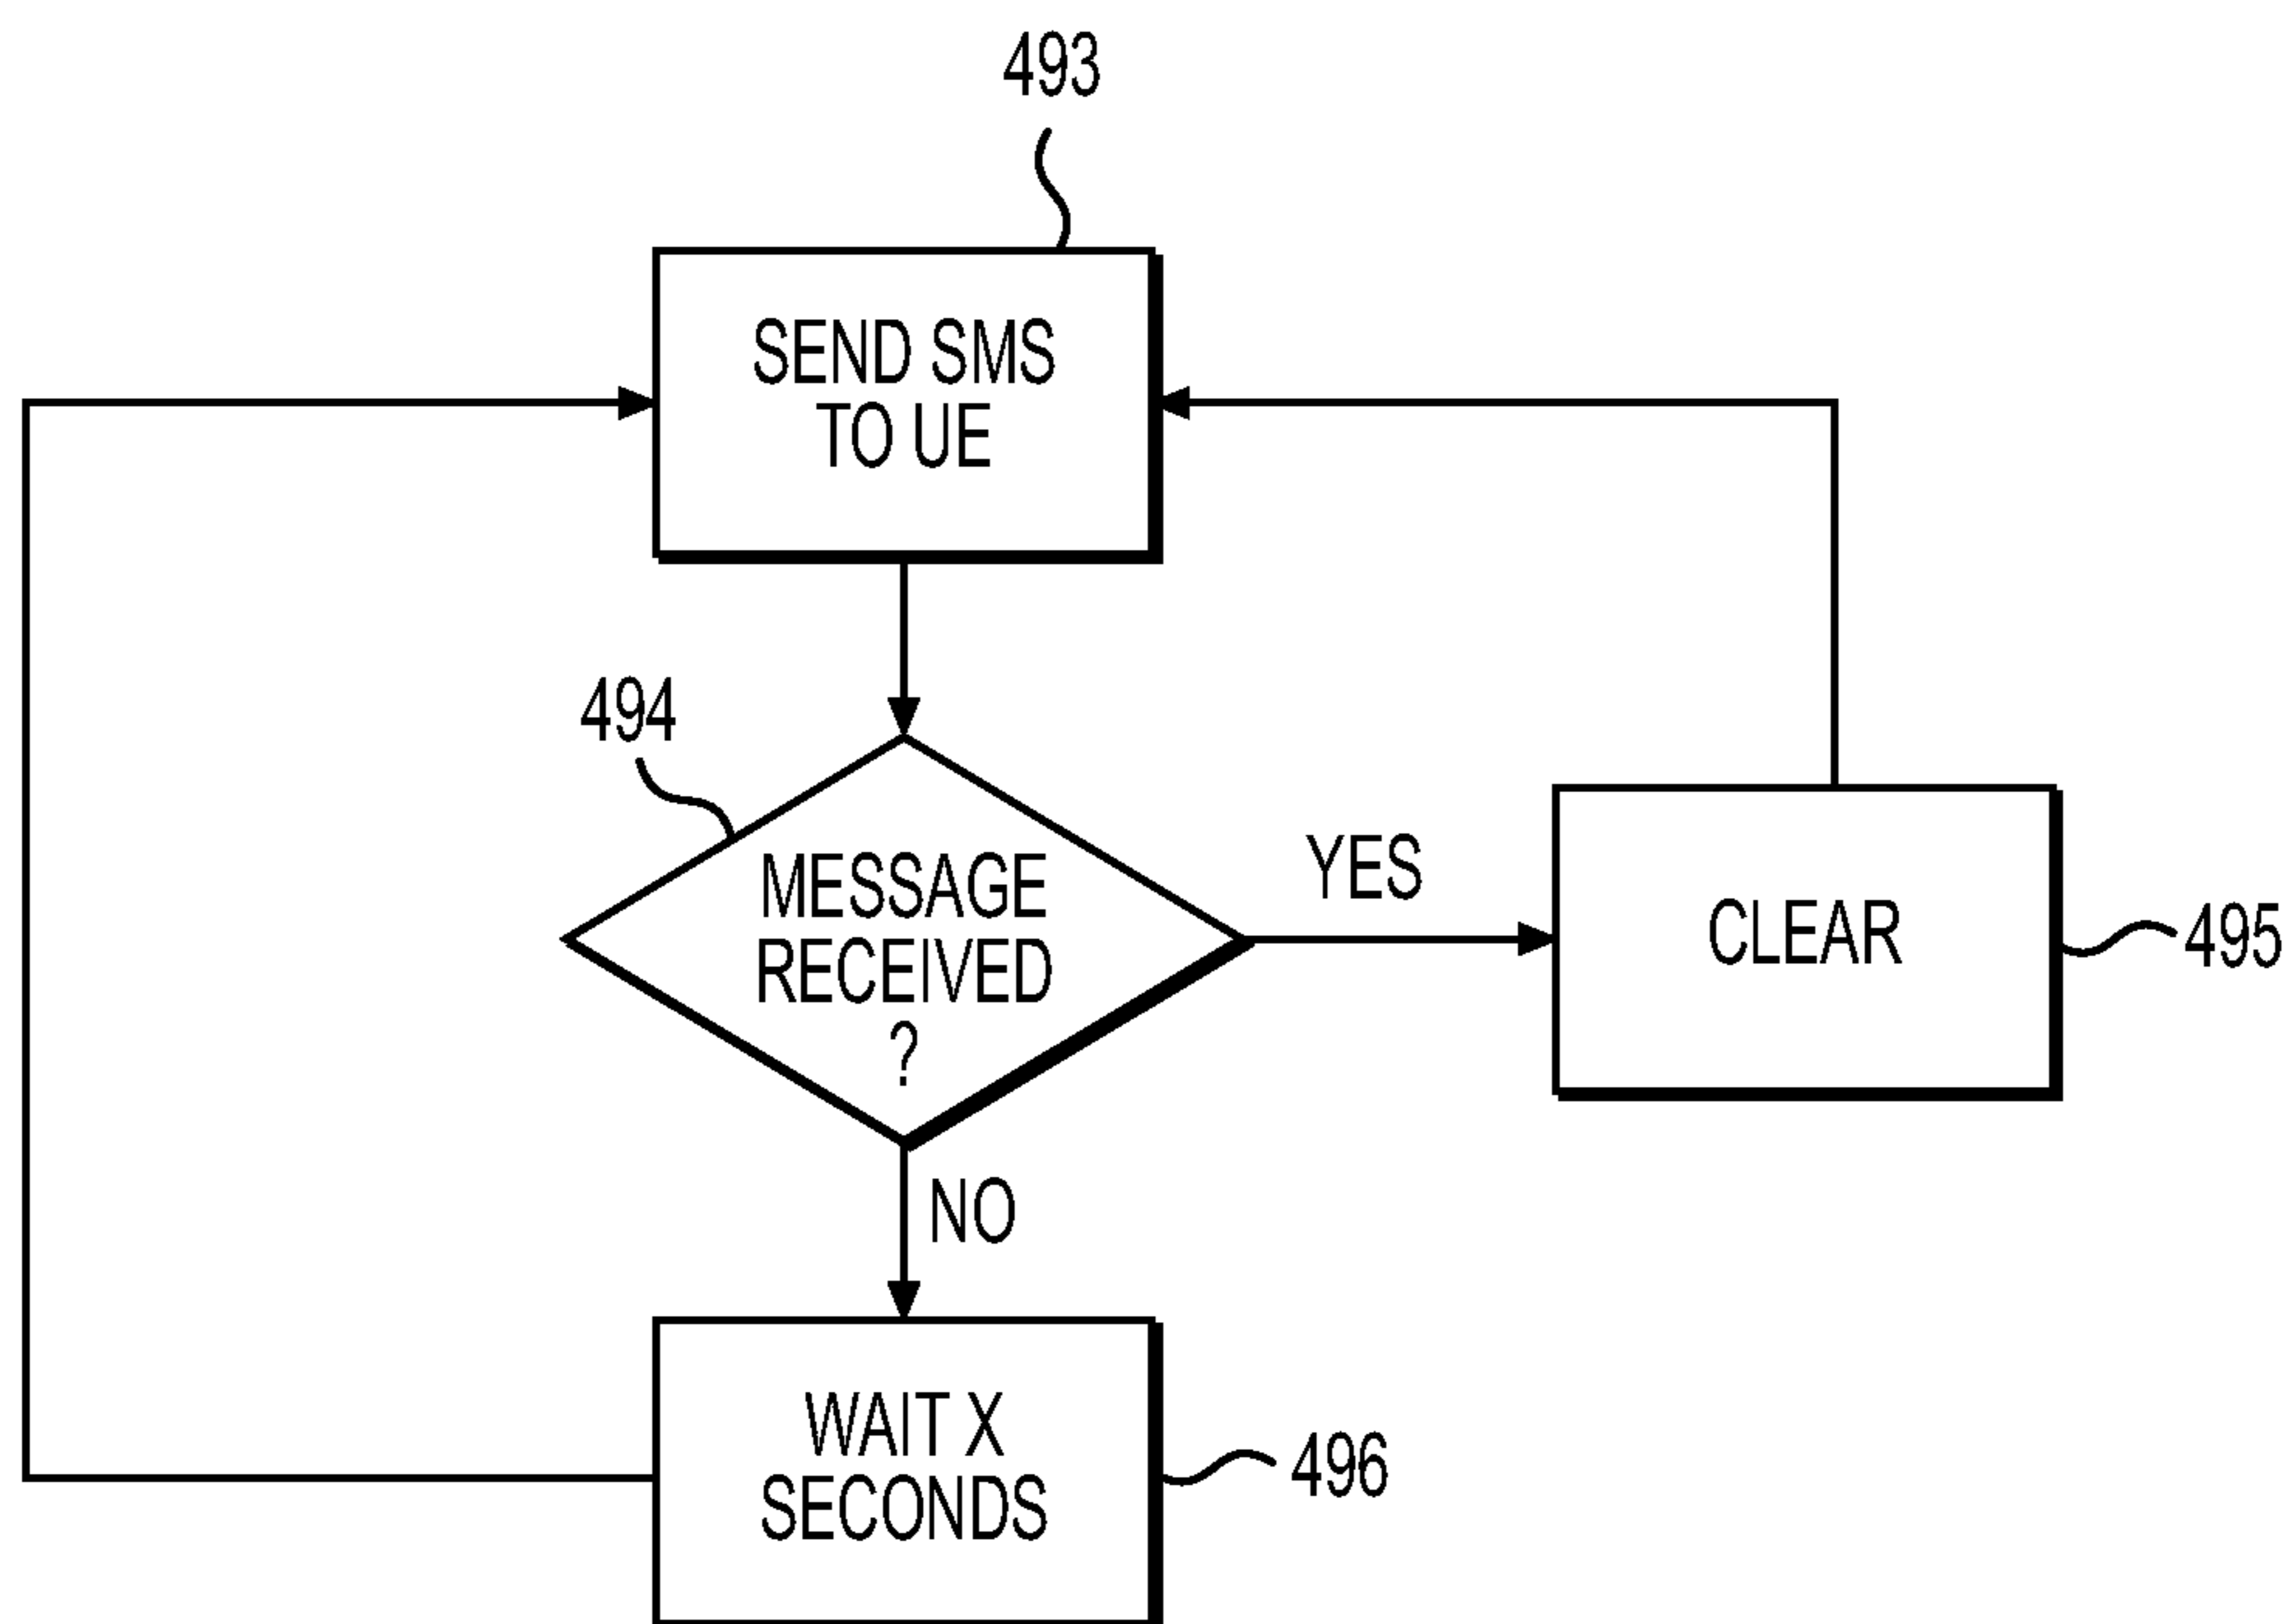 493
SEND SMS
TO UE
494
MESSAGE
RECEIVED
?
YES
CLEAR
495
NO
WAIT X
SECONDS
496